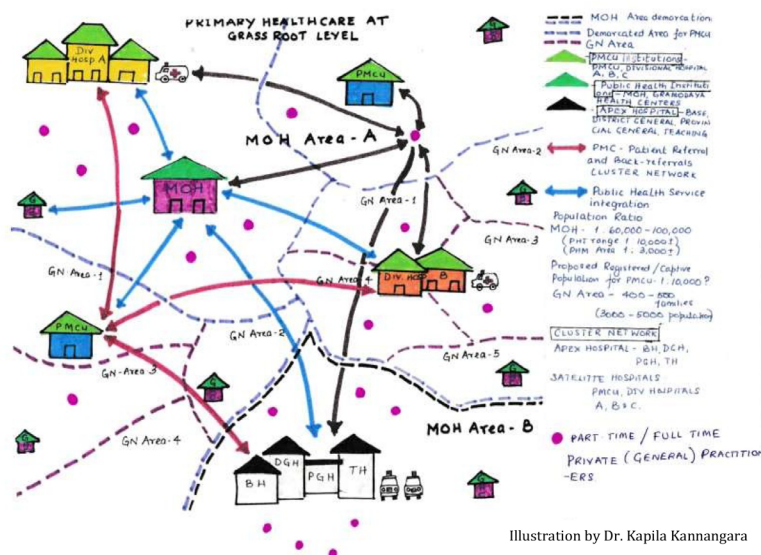 PRIMARY HEALTHCARE AT
GRASS ROOT LEVEL
DIV
HOSP A
PMCU
MOH Area-A
MOH
GN Area-2
GN Area-1
GN Area-3
GN Area-1
GN Area-4
DIV. HOSP B
PMCU
GN Area-2
GN-Area-3
GN Area-5
GN Area-4
MOH Area-B
BH
DGH
PGH
TH
MOH Area demarcation
Demarcated Area for PMCU
GN Area
PMCU Institutions-
PMCU, DIVISIONAL HOSPITAL
A, B, C
Public Health Instituti
ons-MOH, GRAMODAYA
HEALTH CENTERS
APEX HOSPITAL-BASE,
DISTRICT GENERAL, PROVIN
CIAL GENERAL, TEACHING
PMC-Patient Referral
and Back-referrals
CLUSTER NETWORK
Public Health Service
integration
Population Ratio
MOH- 1:60,000-100,000
(PHI range 1:10,000±)
(PHM Area 1:3,000±)
Proposed Registered/Captive
Population for PMCU-1:10,000?
GN Area- 400-800
families
(3000-5000 population)
CLUSTER NETWORK
APEX HOSPITAL-BH, DGH,
PGH, TH
SATELITTE HOSPITALS
PMCU, DIV HOSPITALS
A, B & C.
PART TIME / FULL TIME
PRIVATE (GENERAL) PRACTITION
-ERS
Illustration by Dr. Kapila Kannangara